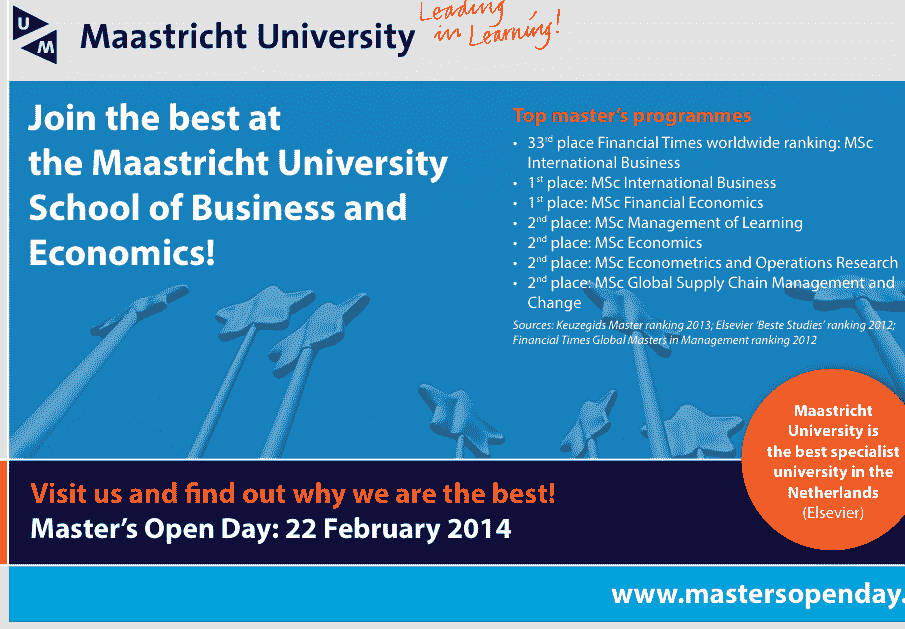 UM
Maastricht University
Leading
in Learning!
Join the best at
the Maastricht University
School of Business and
Economics!
Top master's programmes
• 33rd place Financial Times worldwide ranking: MSc
International Business
• 1st place: MSc International Business
• 1st place: MSc Financial Economics
• 2nd place: MSc Management of Learning
• 2nd place: MSc Economics
• 2nd place: MSc Econometrics and Operations Research
• 2nd place: MSc Global Supply Chain Management and
Change
Sources: Keuzegids Master ranking 2013; Elsevier 'Beste Studies' ranking 2012;
Financial Times Global Masters in Management ranking 2012
Maastricht
University is
the best specialist
university in the
Netherlands
(Elsevier)
Visit us and find out why we are the best!
Master's Open Day: 22 February 2014
www.mastersopenday.